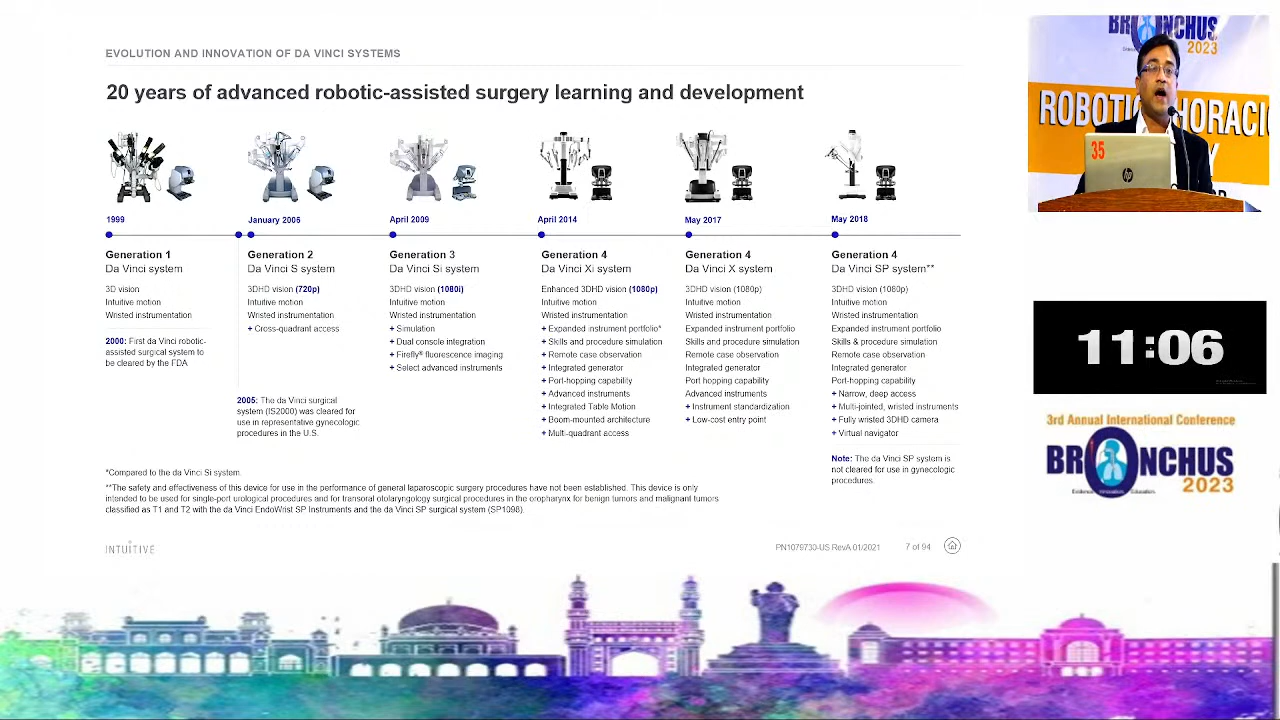 EVOLUTION AND INNOVATION OF DA VINCI SYSTEMS
20 years of advanced robotic-assisted surgery learning and development
1999
Generation 1
Da Vinci system
3D vision
Intuitive motion
Wristed instrumentation
2000: First da Vinci robotic-
assisted surgical system to
be cleared by the FDA
2005: The da Vinci surgical
system (IS2000) was cleared for
use in representative gynecologic
procedures in the U.S.
January 2006
Generation 2
Da Vinci S system
3DHD vision (720p)
Intuitive motion
Wristed instrumentation
+ Cross-quadrant access
April 2009
Generation 3
Da Vinci Si system
3DHD vision (1080i)
Intuitive motion
Wristed instrumentation
+ Simulation
+ Dual console integration
+ Firefly® fluorescence imaging
+ Select advanced instruments
April 2014
Generation 4
Da Vinci Xi system
Enhanced 3DHD vision (1080p)
Intuitive motion
Wristed instrumentation
+ Expanded instrument portfolio*
+ Skills and procedure simulation
+ Remote case observation
+ Integrated generator
+ Port-hopping capability
+ Advanced instruments
+ Integrated Table Motion
+ Boom-mounted architecture
+ Multi-quadrant access
May 2017
Generation 4
Da Vinci X system
3DHD vision (1080p)
Intuitive motion
Wristed instrumentation
Expanded instrument portfolio
Skills and procedure simulation
Remote case observation
Integrated generator
Port hopping capability
Advanced instruments
+ Instrument standardization
+ Low-cost entry point
May 2018
Generation 4
Da Vinci SP system**
3DHD vision (1080p)
Intuitive motion
Wristed instrumentation
Expanded instrument portfolio
Skills & procedure simulation
Remote case observation
Integrated generator
Port-hopping capability
+ Narrow, deep access
+ Multi-jointed, wristed instruments
+ Fully wristed 3DHD camera
+ Virtual navigator
Note: The da Vinci SP system is
not cleared for use in gynecologic
procedures.
*Compared to the da Vinci Si system.
**The safety and effectiveness of this device for use in the performance of general laparoscopic surgery procedures have not been established. This device is only
intended to be used for single-port urological procedures and for transoral otolaryngology surgical procedures in the oropharynx for benign tumors and malignant tumors
classified as T1 and T2 with the da Vinci EndoWrist SP Instruments and the da Vinci SP surgical system (SP1098).
INTUITIVE
PN1079730-US RevA 01/2021
7 of 94
BRONCHUS
2023
ROBOTIC THORACIC
35
hp
11:06
3rd Annual International Conference
BRONCHUS
2023
Evidence Innovation Education